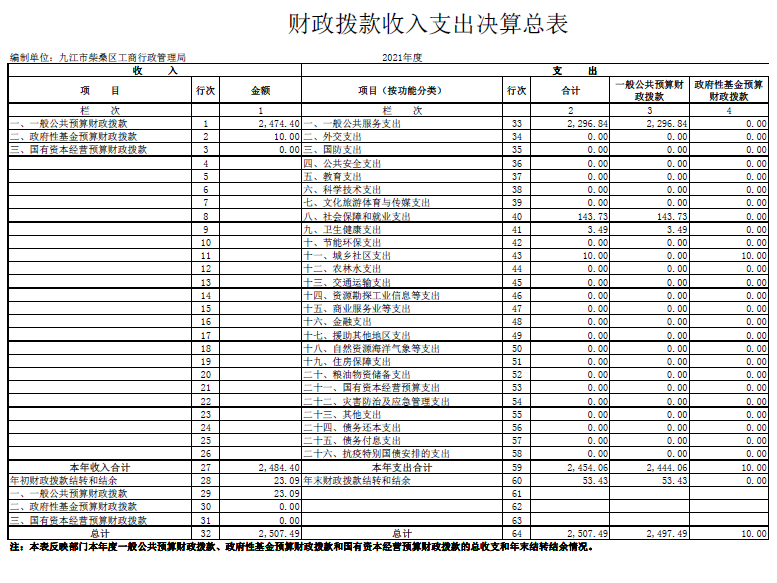 财政拨款收入支出决算总表
编制单位：九江市柴桑区工商行政管理局 2021年度
收 入 支 出
项 目 行次 金额 项目（按功能分类） 行次 合计 一般公共预算财政拨款 政府性基金预算财政拨款
栏 次 1 栏 次 2 3 4
一、一般公共预算财政拨款 1 2,474.40 一、一般公共服务支出 33 2,296.84 2,296.84 0.00
二、政府性基金预算财政拨款 2 10.00 二、外交支出 34 0.00 0.00 0.00
三、国有资本经营预算财政拨款 3 0.00 三、国防支出 35 0.00 0.00 0.00
4 四、公共安全支出 36 0.00 0.00 0.00
5 五、教育支出 37 0.00 0.00 0.00
6 六、科学技术支出 38 0.00 0.00 0.00
7 七、文化旅游体育与传媒支出 39 0.00 0.00 0.00
8 八、社会保障和就业支出 40 143.73 143.73 0.00
9 九、卫生健康支出 41 3.49 3.49 0.00
10 十、节能环保支出 42 0.00 0.00 0.00
11 十一、城乡社区支出 43 10.00 0.00 10.00
12 十二、农林水支出 44 0.00 0.00 0.00
13 十三、交通运输支出 45 0.00 0.00 0.00
14 十四、资源勘探工业信息等支出 46 0.00 0.00 0.00
15 十五、商业服务业等支出 47 0.00 0.00 0.00
16 十六、金融支出 48 0.00 0.00 0.00
17 十七、援助其他地区支出 49 0.00 0.00 0.00
18 十八、自然资源海洋气象等支出 50 0.00 0.00 0.00
19 十九、住房保障支出 51 0.00 0.00 0.00
20 二十、粮油物资储备支出 52 0.00 0.00 0.00
21 二十一、国有资本经营预算支出 53 0.00 0.00 0.00
22 二十二、灾害防治及应急管理支出 54 0.00 0.00 0.00
23 二十三、其他支出 55 0.00 0.00 0.00
24 二十四、债务还本支出 56 0.00 0.00 0.00
25 二十五、债务付息支出 57 0.00 0.00 0.00
26 二十六、抗疫特别国债安排的支出 58 0.00 0.00 0.00
本年收入合计 27 2,484.40 本年支出合计 59 2,454.06 2,444.06 10.00
年初财政拨款结转和结余 28 23.09 年末财政拨款结转和结余 60 53.43 53.43 0.00
一、一般公共预算财政拨款 29 23.09 61
二、政府性基金预算财政拨款 30 0.00 62
三、国有资本经营预算财政拨款 31 0.00 63
总计 32 2,507.49 总计 64 2,507.49 2,497.49 10.00
注：本表反映部门本年度一般公共预算财政拨款、政府性基金预算财政拨款和国有资本经营预算财政拨款的总收支和年末结转结余情况。